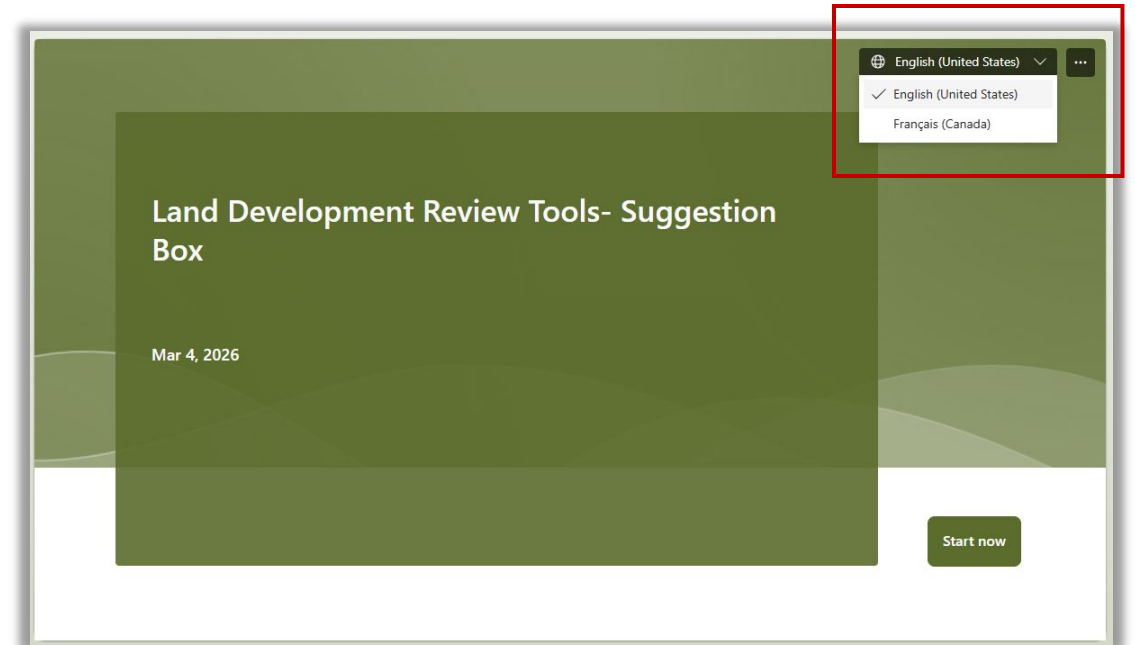 English (United States)
English (United States)
Français (Canada)
Land Development Review Tools- Suggestion
Box
Mar 4, 2026
Start now